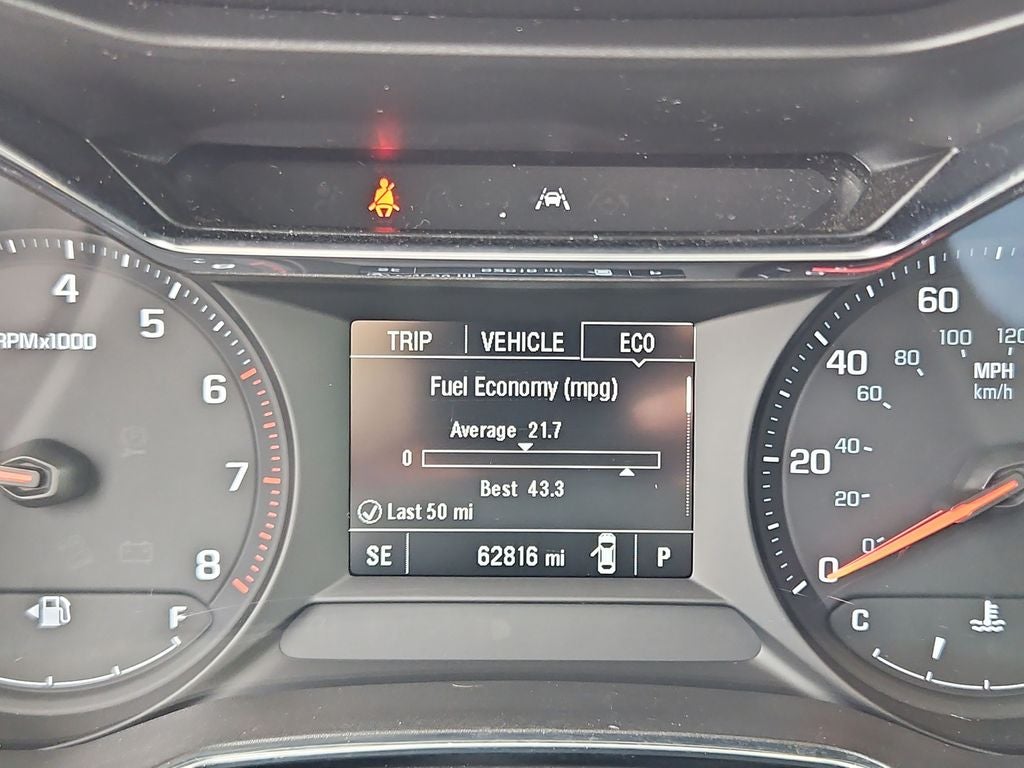 4
5
6
7
8
RPMx1000
F
TRIP VEHICLE ECO
Fuel Economy (mpg)
Average 21.7
0
Best 43.3
Last 50 mi
SE 62816 mi P
60
40
20
0
100 120
80
60
40
20
0
MPH
km/h
C